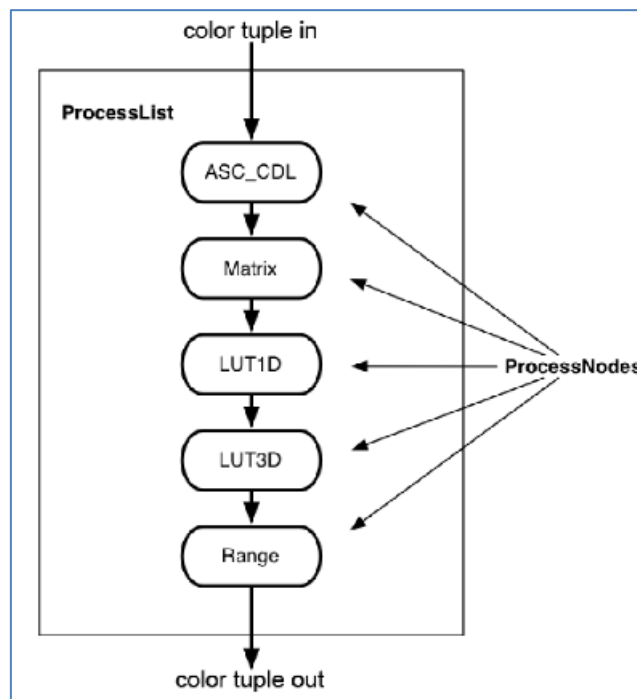 color tuple in
ProcessList
ASC_CDL
Matrix
LUT1D
ProcessNodes
LUT3D
Range
color tuple out